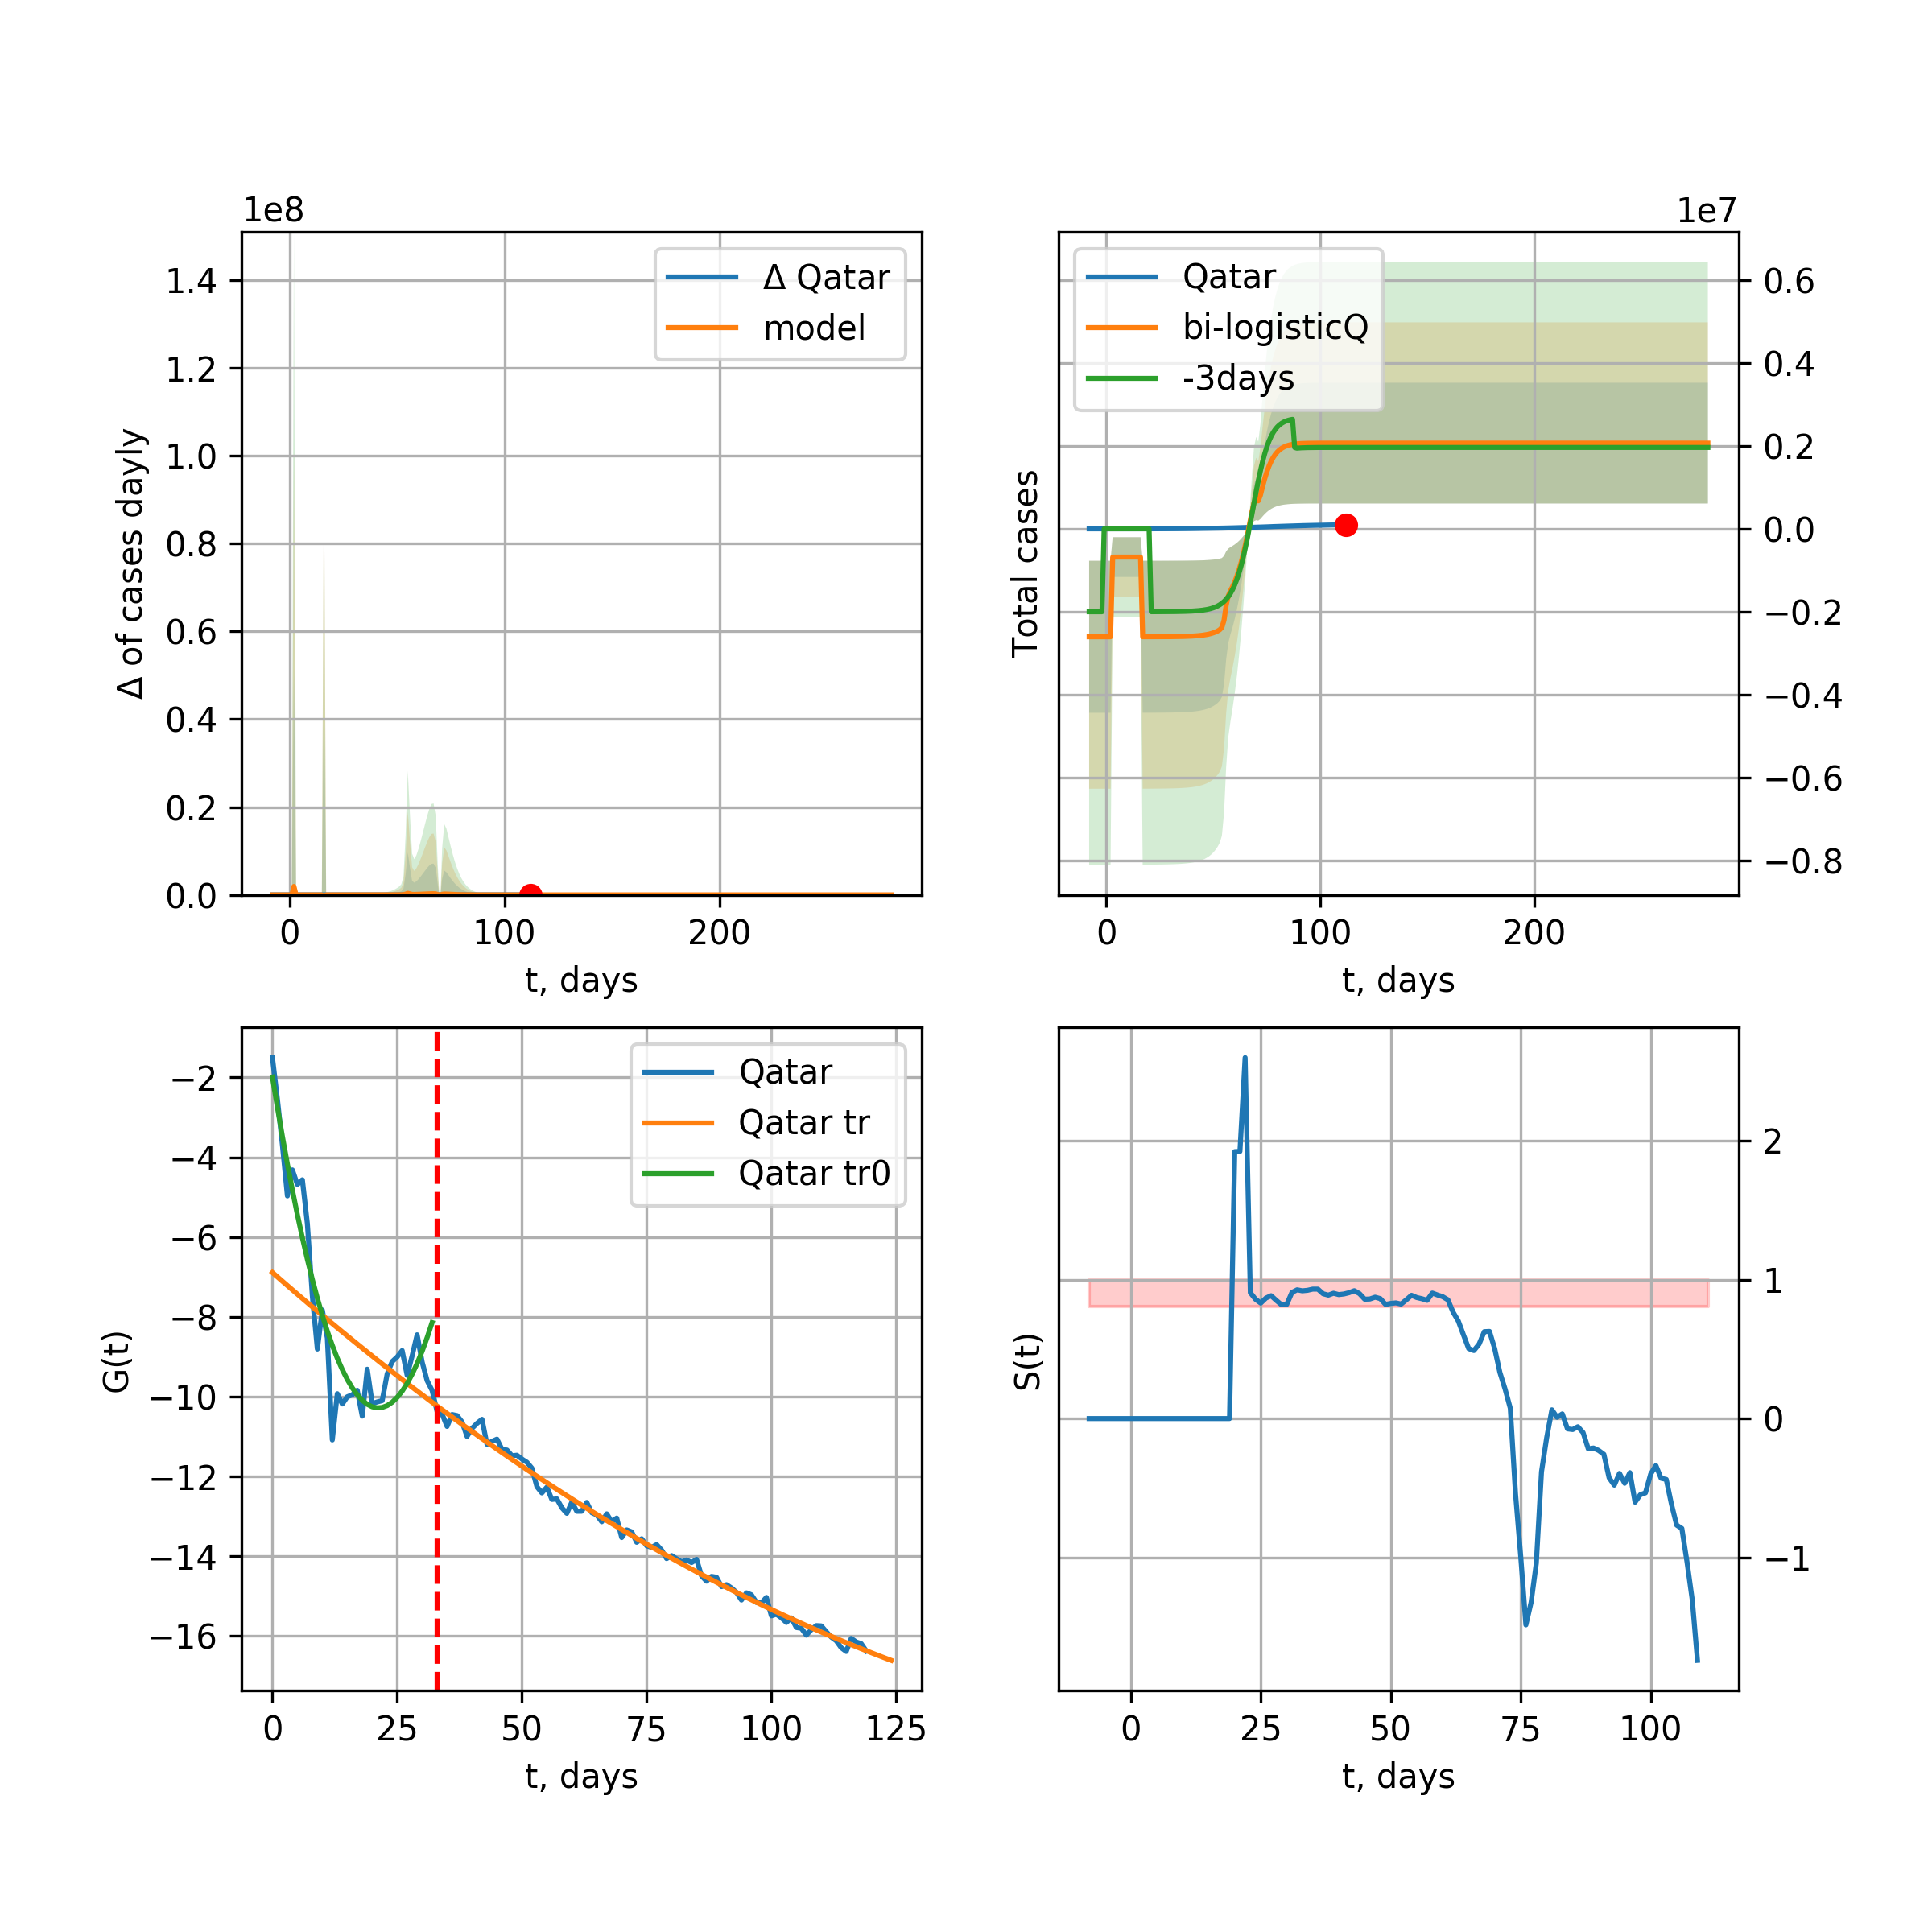 1e8
Δ of cases dayly
1.4
1.2
1.0
0.8
0.6
0.4
0.2
0.0
0 100 200
t, days
Δ Qatar
model
1e7
Total cases
0.6
0.4
0.2
0.0
−0.2
−0.4
−0.6
−0.8
0 100 200
t, days
Qatar
bi-logisticQ
-3days
G(t)
−2
−4
−6
−8
−10
−12
−14
−16
0 25 50 75 100 125
t, days
Qatar
Qatar tr
Qatar tr0
S(t)
2
1
0
−1
0 25 50 75 100
t, days